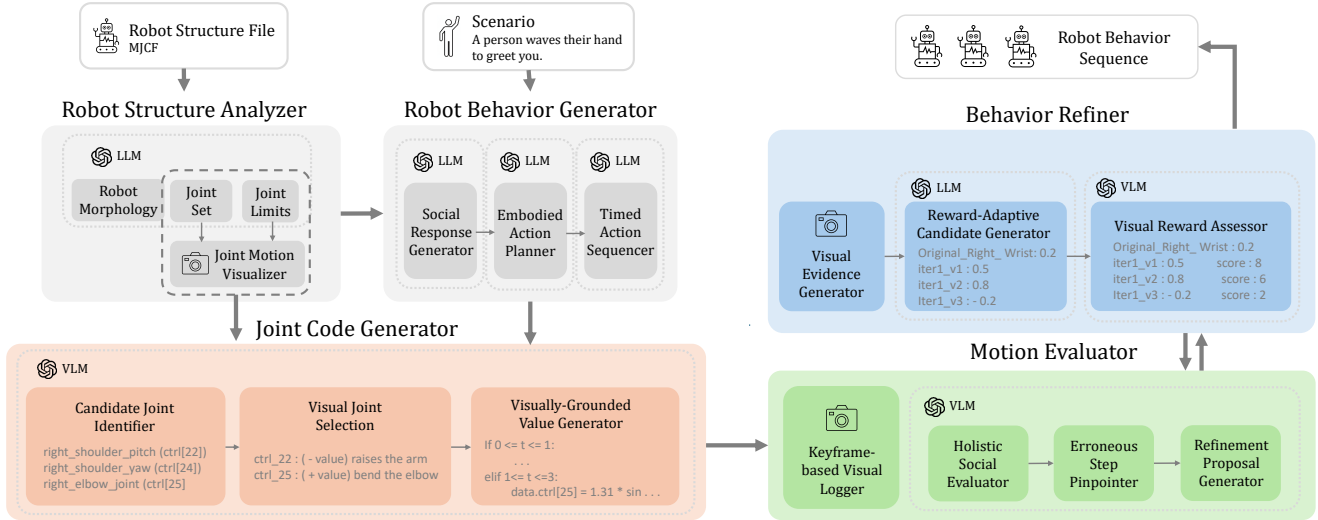 Robot Structure File
MJCF
Scenario
A person waves their hand
to greet you.
Robot Behavior
Sequence
Robot Structure Analyzer
LLM
Robot
Morphology
Joint
Set
Joint
Limits
Joint Motion
Visualizer
Robot Behavior Generator
LLM
Social
Response
Generator
LLM
Embodied
Action
Planner
LLM
Timed
Action
Sequencer
Behavior Refiner
Visual
Evidence
Generator
LLM
Reward-Adaptive
Candidate Generator
Original_Right_ Wrist: 0.2
iter1_v1 : 0.5
iter1_v2 : 0.8
Iter1_v3 : - 0.2
VLM
Visual Reward Assessor
Original_Right_ Wrist : 0.2
iter1_v1 : 0.5 score : 8
iter1_v2 : 0.8 score : 6
Iter1_v3 : - 0.2 score : 2
Joint Code Generator
VLM
Candidate Joint
Identifier
right_shoulder_pitch (ctrl[22])
right_shoulder_yaw (ctrl[24])
right_elbow_joint (ctrl[25]
Visual Joint
Selection
ctrl_22 : ( - value) raises the arm
ctrl_25 : ( + value) bend the elbow
Visually-Grounded
Value Generator
If 0 <= t <= 1:
. . .
elif 1<= t <=3:
data.ctrl[25] = 1.31 * sin . . .
Motion Evaluator
Keyframe-
based Visual
Logger
VLM
Holistic
Social
Evaluator
Erroneous
Step
Pinpointer
Refinement
Proposal
Generator